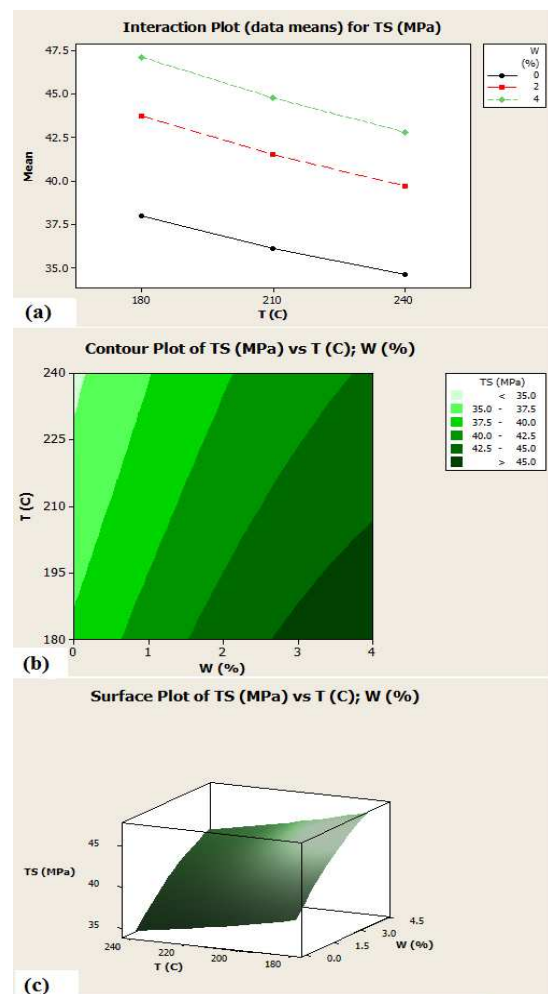 Interaction Plot (data means) for TS (MPa)
47.5
45.0
42.5
40.0
37.5
35.0
Mean
180
210
240
T (C)
W
(%)
0
2
4
(a)
Contour Plot of TS (MPa) vs T (C); W (%)
240
225
210
195
180
T (C)
0
1
2
3
4
W (%)
TS (MPa)
< 35.0
35.0 - 37.5
37.5 - 40.0
40.0 - 42.5
42.5 - 45.0
> 45.0
(b)
Surface Plot of TS (MPa) vs T (C); W (%)
45
40
35
TS (MPa)
240
220
200
180
T (C)
0.0
1.5
3.0
4.5
W (%)
(c)